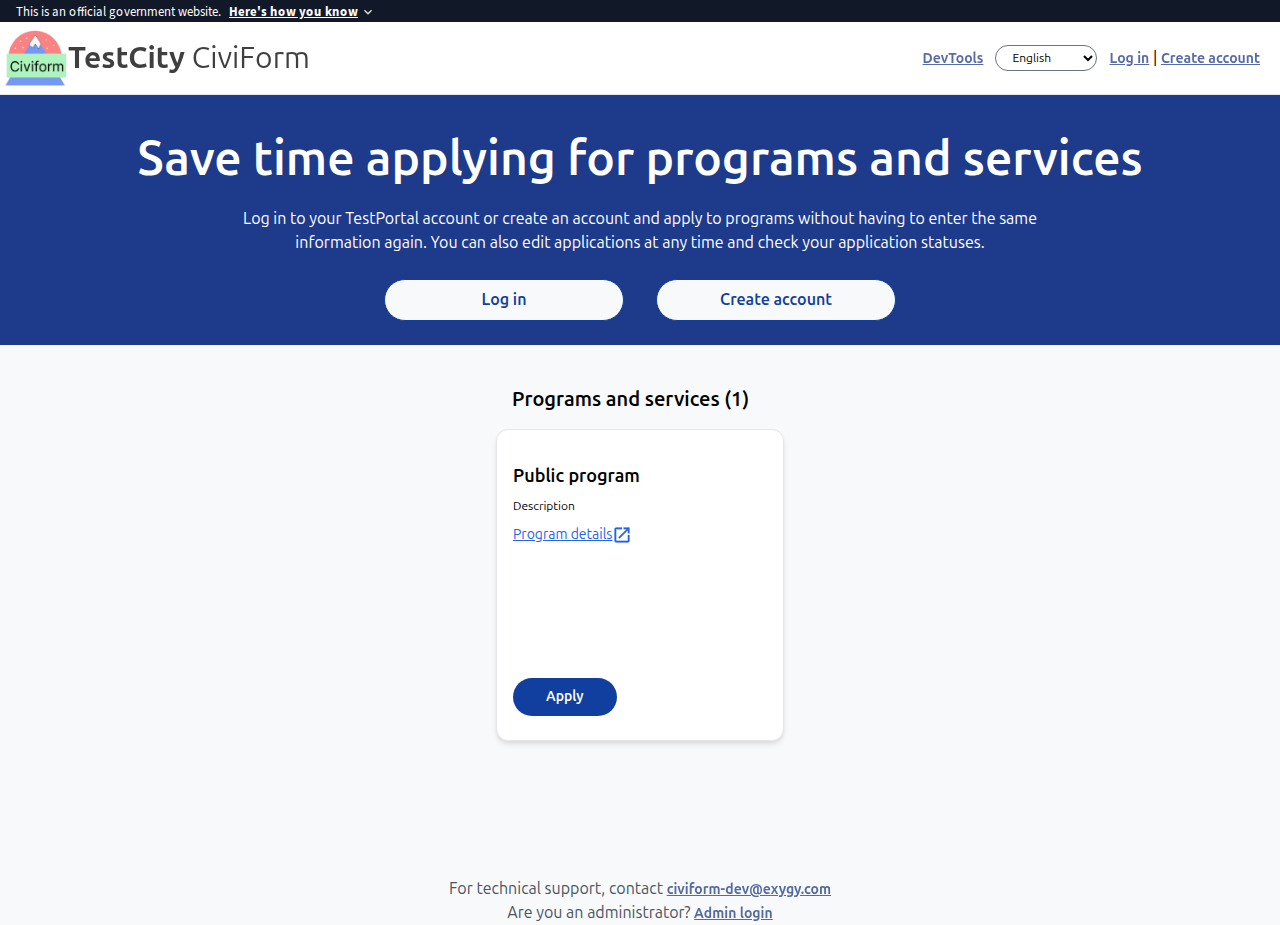 This is an official government website. Here's how you know
Civiform
TestCity CiviForm
DevTools English Log in | Create account
Save time applying for programs and services
Log in to your TestPortal account or create an account and apply to programs without having to enter the same
information again. You can also edit applications at any time and check your application statuses.
Log in Create account
Programs and services (1)
Public program
Description
Program details
Apply
For technical support, contact civiform-dev@exygy.com
Are you an administrator? Admin login